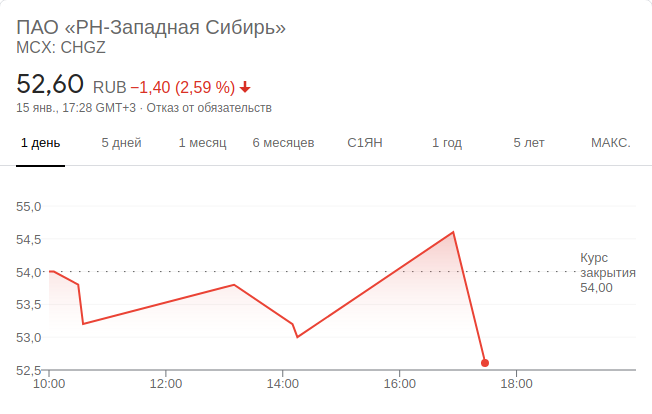 ПАО «РН-Западная Сибирь»
MCX: CHGZ
52,60 RUB −1,40 (2,59 %)
15 янв., 17:28 GMT+3 · Отказ от обязательств
1 день 5 дней 1 месяц 6 месяцев С1ЯН 1 год 5 лет МАКС.
55,0
54,5
54,0
53,5
53,0
52,5
Курс
закрытия
54,00
10:00 12:00 14:00 16:00 18:00